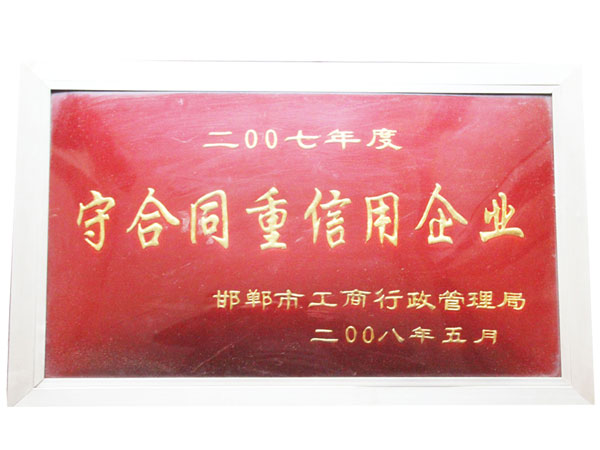 二00七年度
守合同重信用企业
邯郸市工商行政管理局
二00八年五月